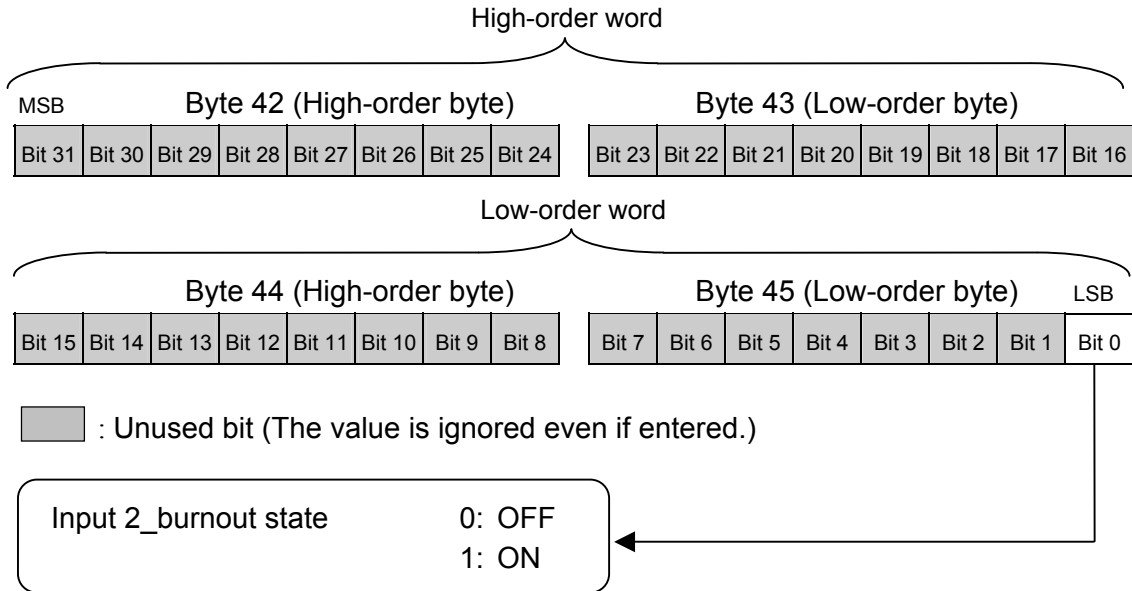 High-order word
MSB Byte 42 (High-order byte) Byte 43 (Low-order byte)
Bit 31 Bit 30 Bit 29 Bit 28 Bit 27 Bit 26 Bit 25 Bit 24 Bit 23 Bit 22 Bit 21 Bit 20 Bit 19 Bit 18 Bit 17 Bit 16
Low-order word
Byte 44 (High-order byte) Byte 45 (Low-order byte) LSB
Bit 15 Bit 14 Bit 13 Bit 12 Bit 11 Bit 10 Bit 9 Bit 8 Bit 7 Bit 6 Bit 5 Bit 4 Bit 3 Bit 2 Bit 1 Bit 0
: Unused bit (The value is ignored even if entered.)
Input 2_burnout state 0: OFF
1: ON